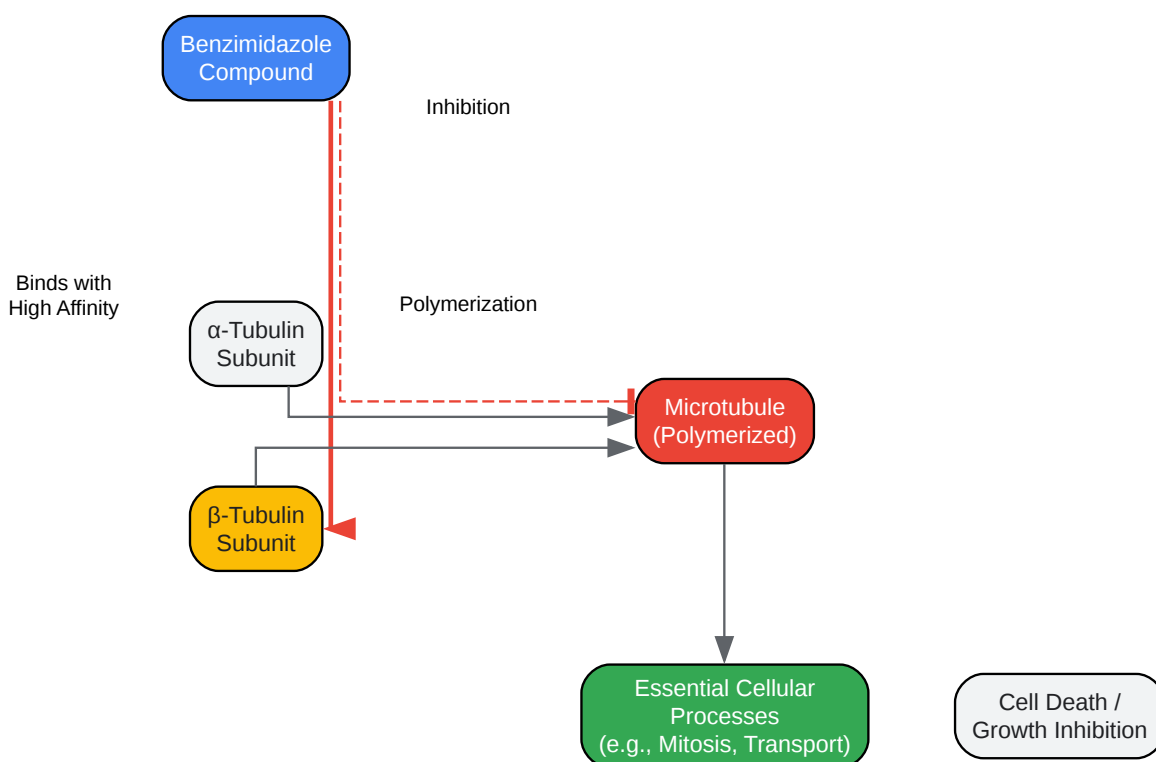 Benzimidazole
Compound
Inhibition
Binds with
High Affinity
Polymerization
α-Tubulin
Subunit
Microtubule
(Polymerized)
β-Tubulin
Subunit
Essential Cellular
Processes
(e.g., Mitosis, Transport)
Cell Death /
Growth Inhibition